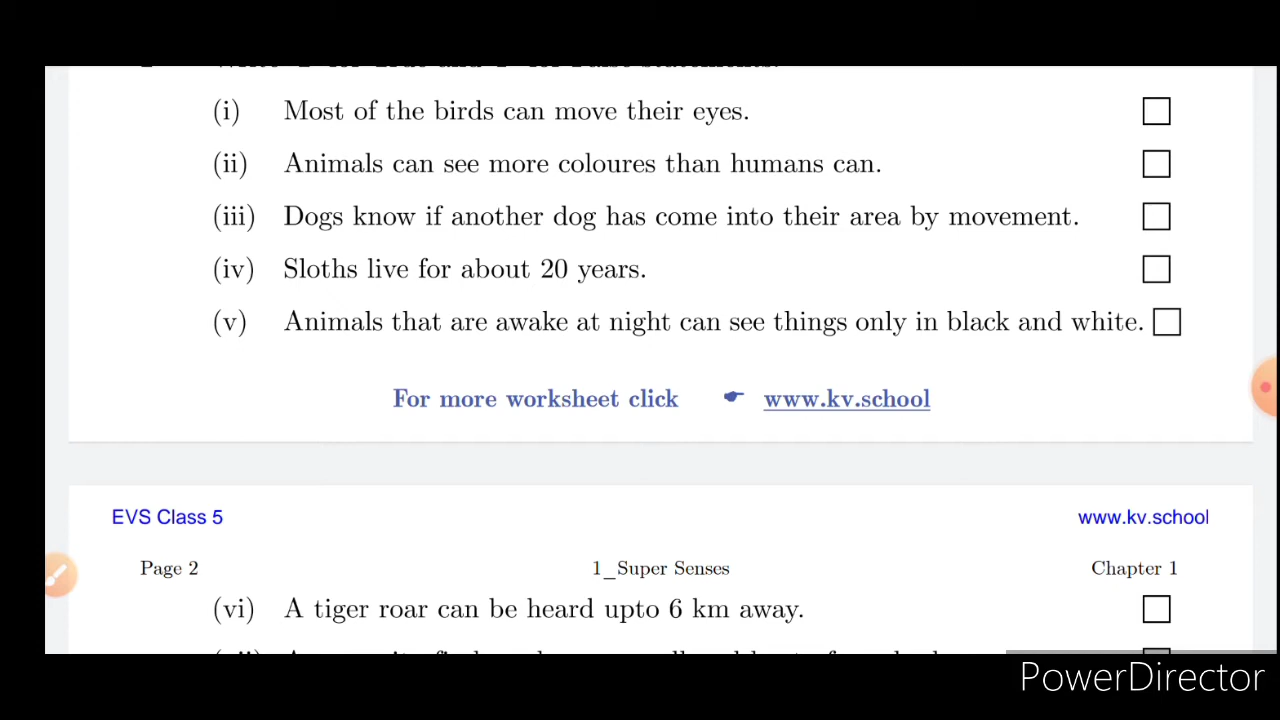 (i) Most of the birds can move their eyes.
(ii) Animals can see more coloures than humans can.
(iii) Dogs know if another dog has come into their area by movement.
(iv) Sloths live for about 20 years.
(v) Animals that are awake at night can see things only in black and white.
For more worksheet click www.kv.school
EVS Class 5 www.kv.school
Page 2 1_Super Senses Chapter 1
(vi) A tiger roar can be heard upto 6 km away.
PowerDirector